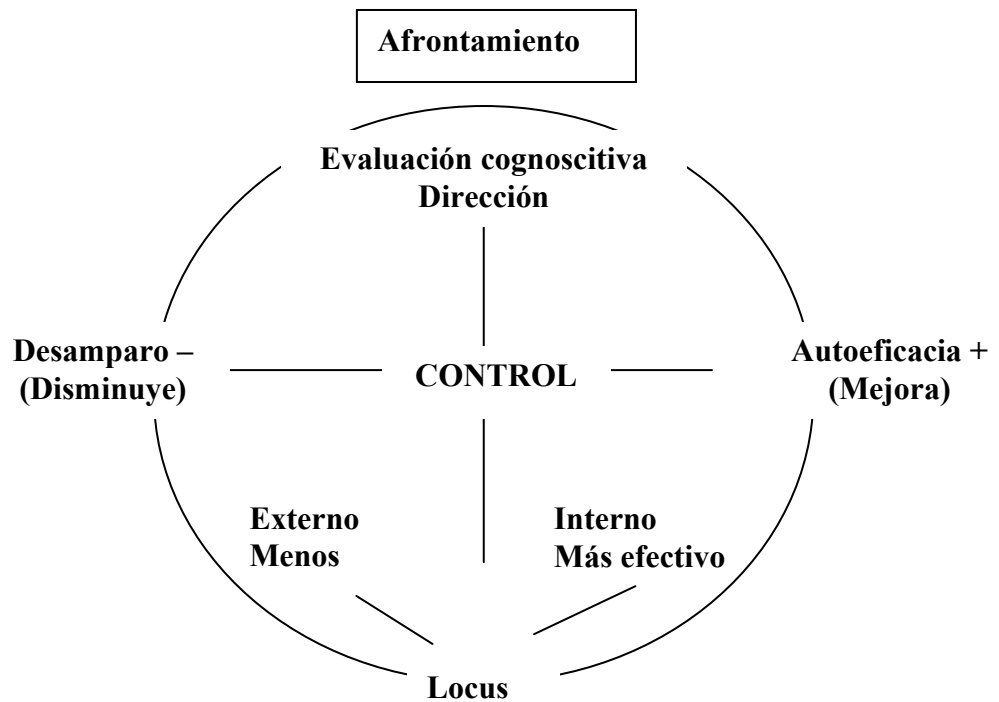 Afrontamiento
Evaluación cognoscitiva
Dirección
Desamparo –
(Disminuye)
CONTROL
Autoeficacia +
(Mejora)
Externo
Menos
Interno
Más efectivo
Locus